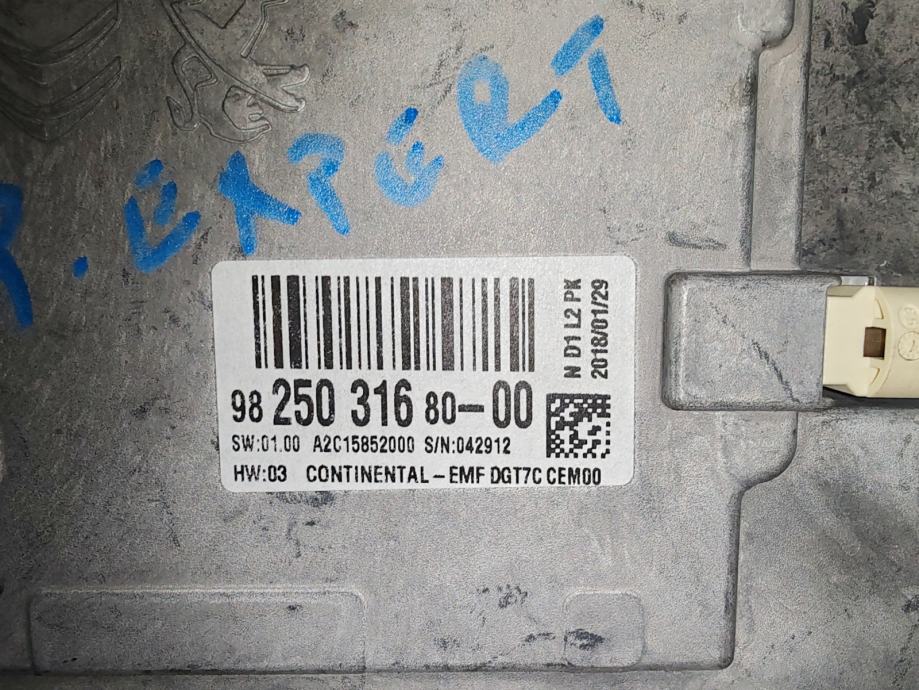 P. EXPERT
N D1 L2 PK
2018/01/29
98 250 316 80-00
SW:01.00 A2C15852000 S/N:042912
HW:03 CONTINENTAL-EMF DGT7C CEM00